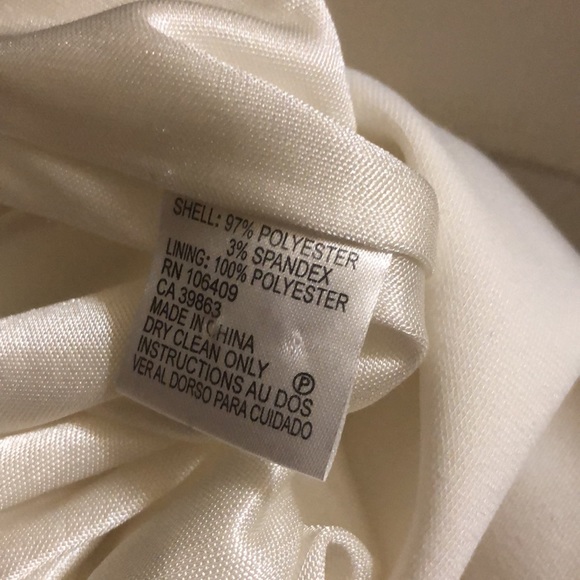 SHELL: 97% POLYESTER
3% SPANDEX
LINING: 100% POLYESTER
RN 106409
CA 39863
MADE IN CHINA
DRY CLEAN ONLY
INSTRUCTIONS AU DOS
VER AL DORSO PARA CUIDADO
P